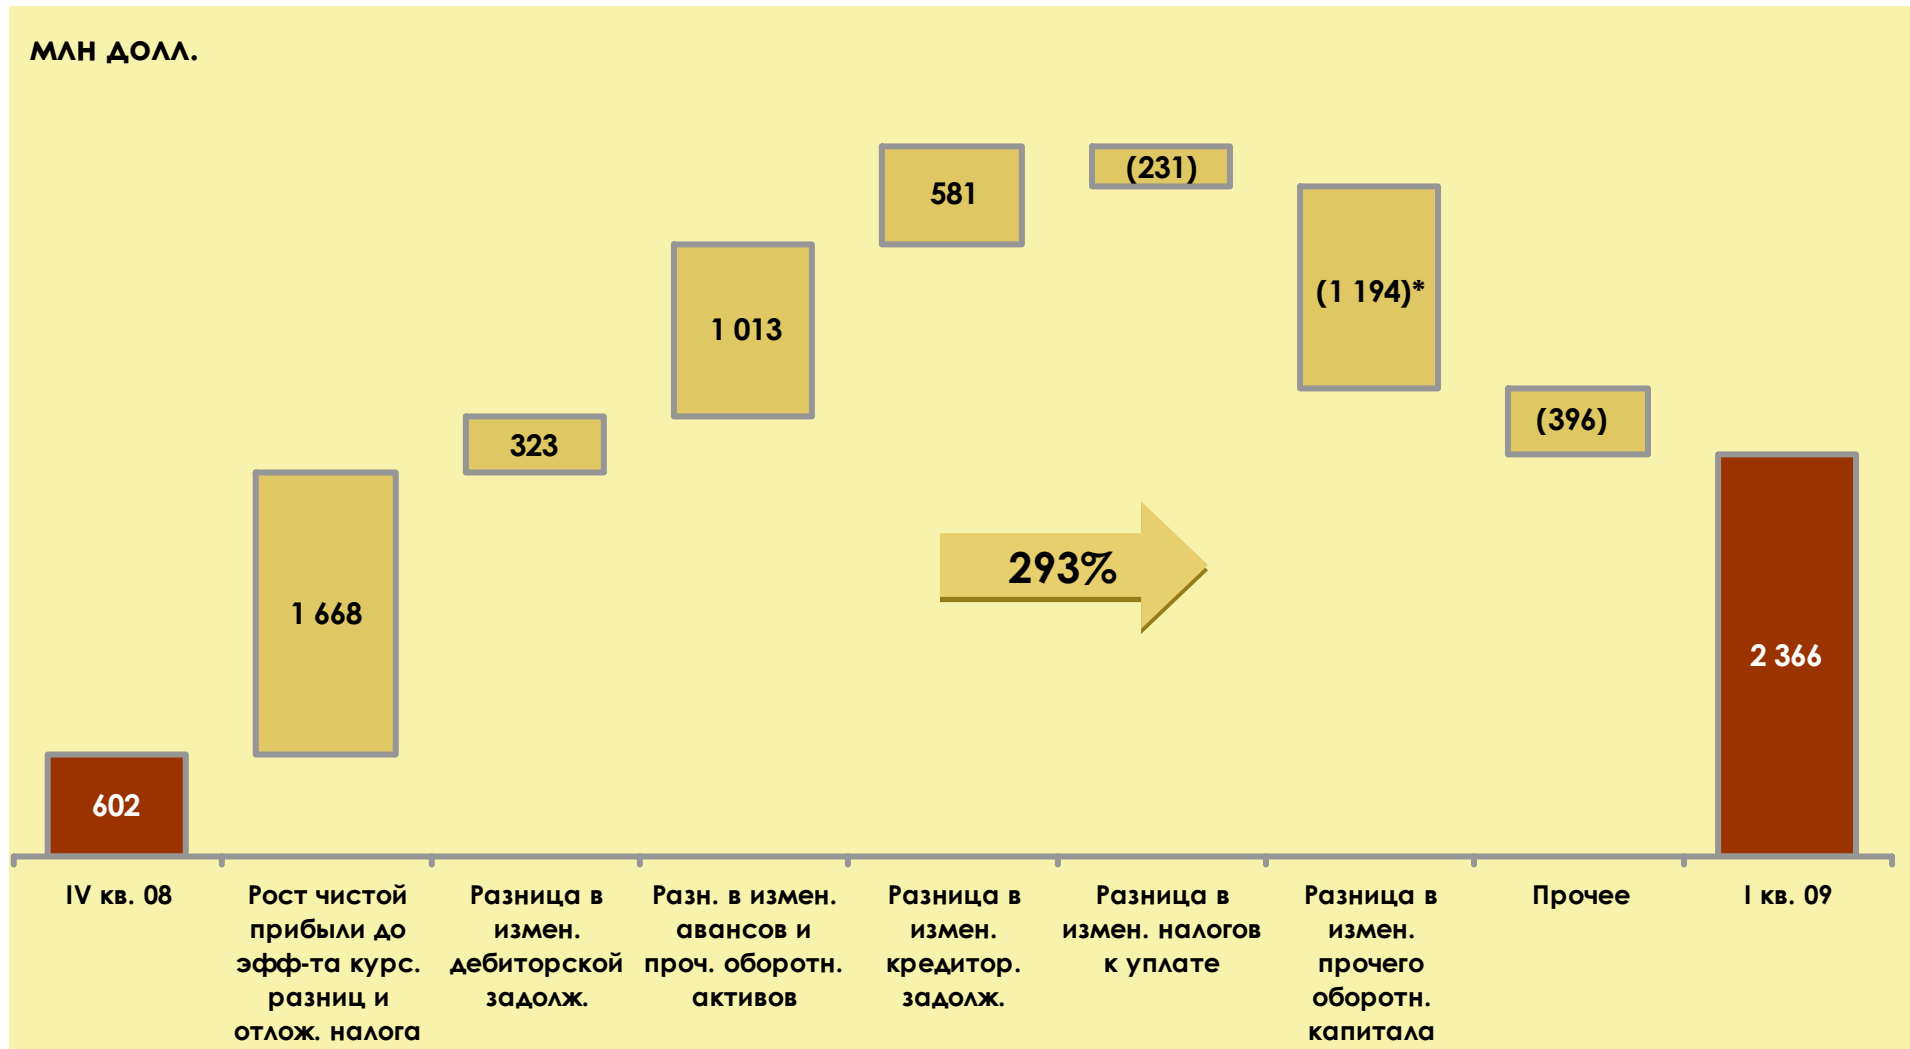 млн долл.
581
(231)
(1 194)*
1 013
(396)
323
293%
1 668
2 366
602
IV кв. 08
Рост чистой
прибыли до
эфф-та курс.
разниц и
отлож. налога
Разница в
измен.
дебиторской
задолж.
Разн. в измен.
авансов и
проч. оборотн.
активов
Разница в
измен.
кредитор.
задолж.
Разница в
измен. налогов
к уплате
Разница в
измен.
прочего
оборотн.
капитала
Прочее
I кв. 09